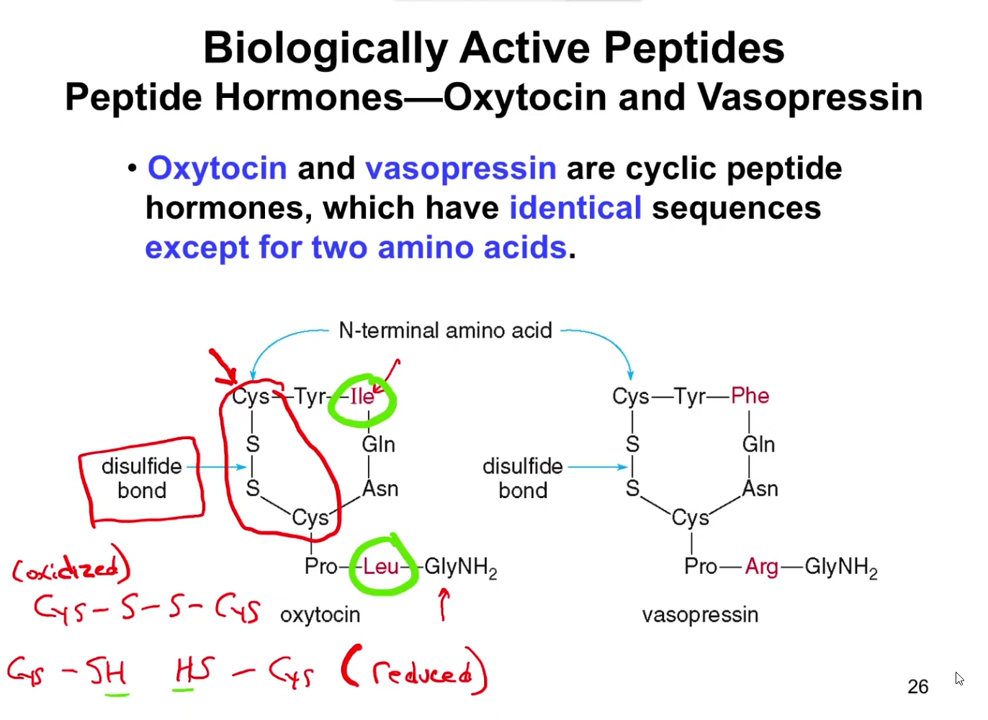 Biologically Active Peptides
Peptide Hormones—Oxytocin and Vasopressin
• Oxytocin and vasopressin are cyclic peptide
hormones, which have identical sequences
except for two amino acids.
N-terminal amino acid
Cys—Tyr—Ile
Cys—Tyr—Phe
S
Gln
S
Gln
disulfide
bond
disulfide
bond
S
Asn
S
Asn
Cys
Cys
Pro—Leu—GlyNH₂
Pro—Arg—GlyNH₂
(oxidized)
Cys – S – S – Cys
oxytocin
vasopressin
Cys – SH HS – Cys (reduced)
26